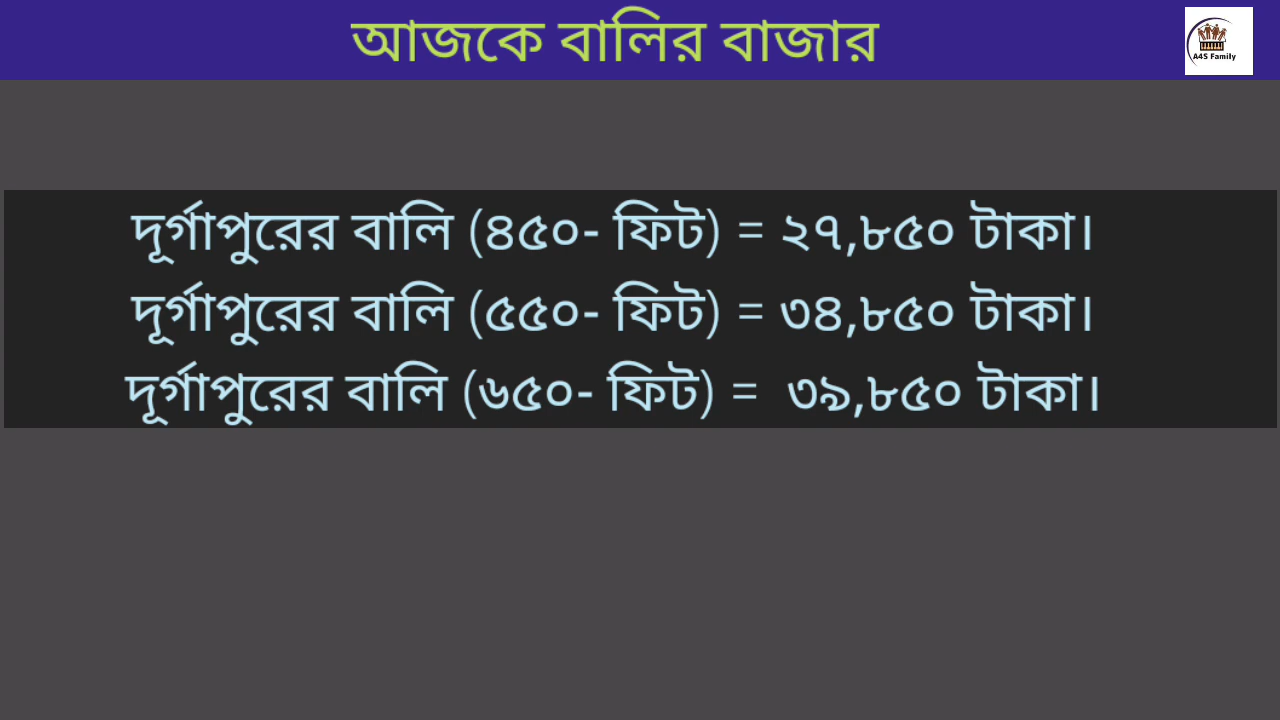 আজকে বালির বাজার
A4S Family
দূর্গাপুরের বালি (৪৫০- ফিট) = ২৭,৮৫০ টাকা।
দূর্গাপুরের বালি (৫৫০- ফিট) = ৩৪,৮৫০ টাকা।
দূর্গাপুরের বালি (৬৫০- ফিট) = ৩৯,৮৫০ টাকা।